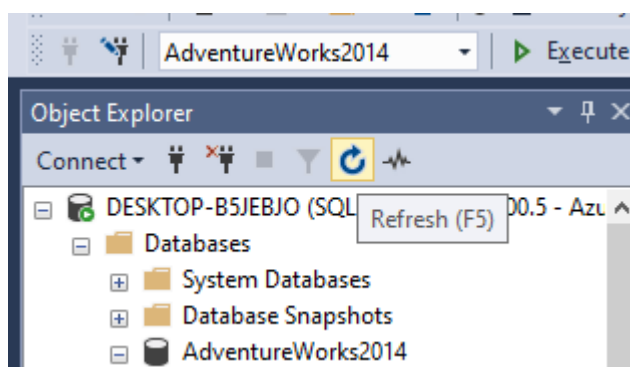 AdventureWorks2014 Execute
Object Explorer
Connect
DESKTOP-B5JEBJO (SQL 00.5 - Azu
Refresh (F5)
Databases
System Databases
Database Snapshots
AdventureWorks2014